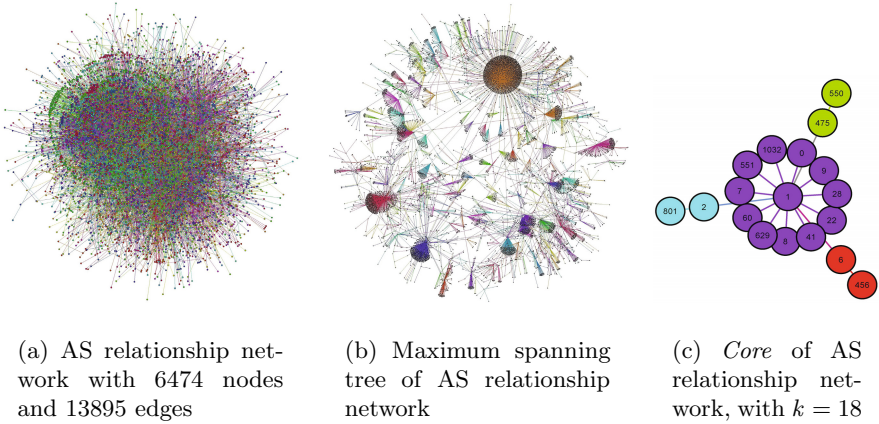 550
475
1032
0
551
9
7
1
28
801
2
60
22
629
8
41
6
456
(a) AS relationship net-
work with 6474 nodes
and 13895 edges
(b) Maximum spanning
tree of AS relationship
network
(c) Core of AS
relationship net-
work, with k = 18